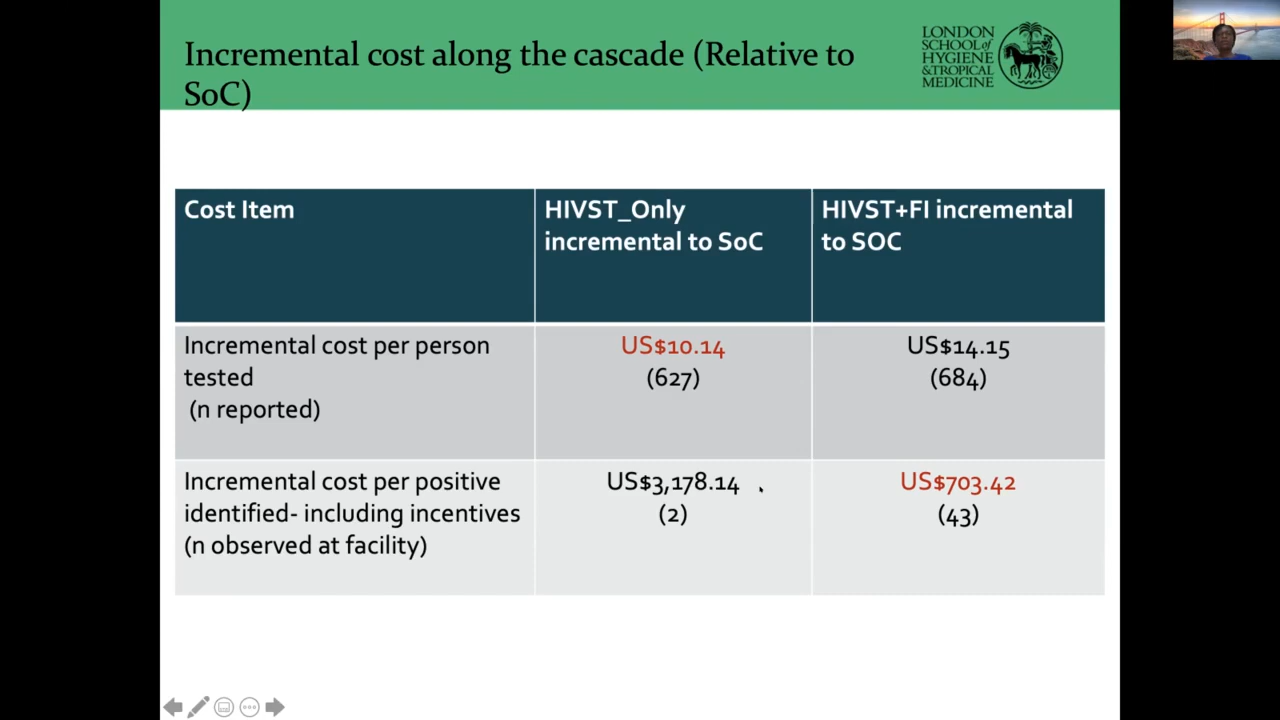 Incremental cost along the cascade (Relative to
SoC)
LONDON
SCHOOL of
HYGIENE
& TROPICAL
MEDICINE
Cost Item
HIVST_Only
incremental to SoC
HIVST+FI incremental
to SOC
Incremental cost per person
tested
(n reported)
US$10.14
(627)
US$14.15
(684)
Incremental cost per positive
identified- including incentives
(n observed at facility)
US$3,178.14
(2)
US$703.42
(43)